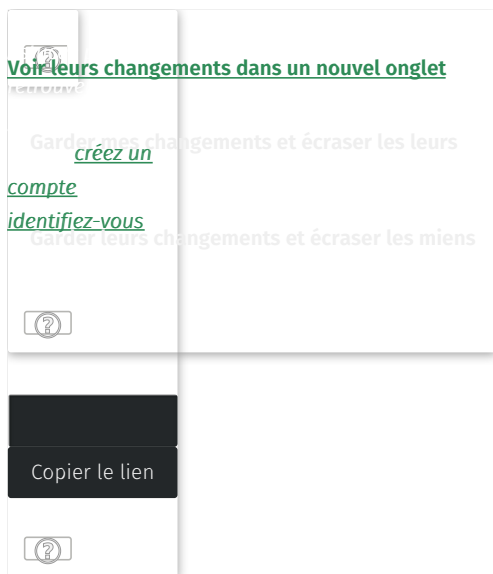 Voir leurs changements dans un nouvel onglet
retrouve
Garder mes changements et écraser les leurs
créez un
compte
identifiez-vous
Garder leurs changements et écraser les miens
Copier le lien